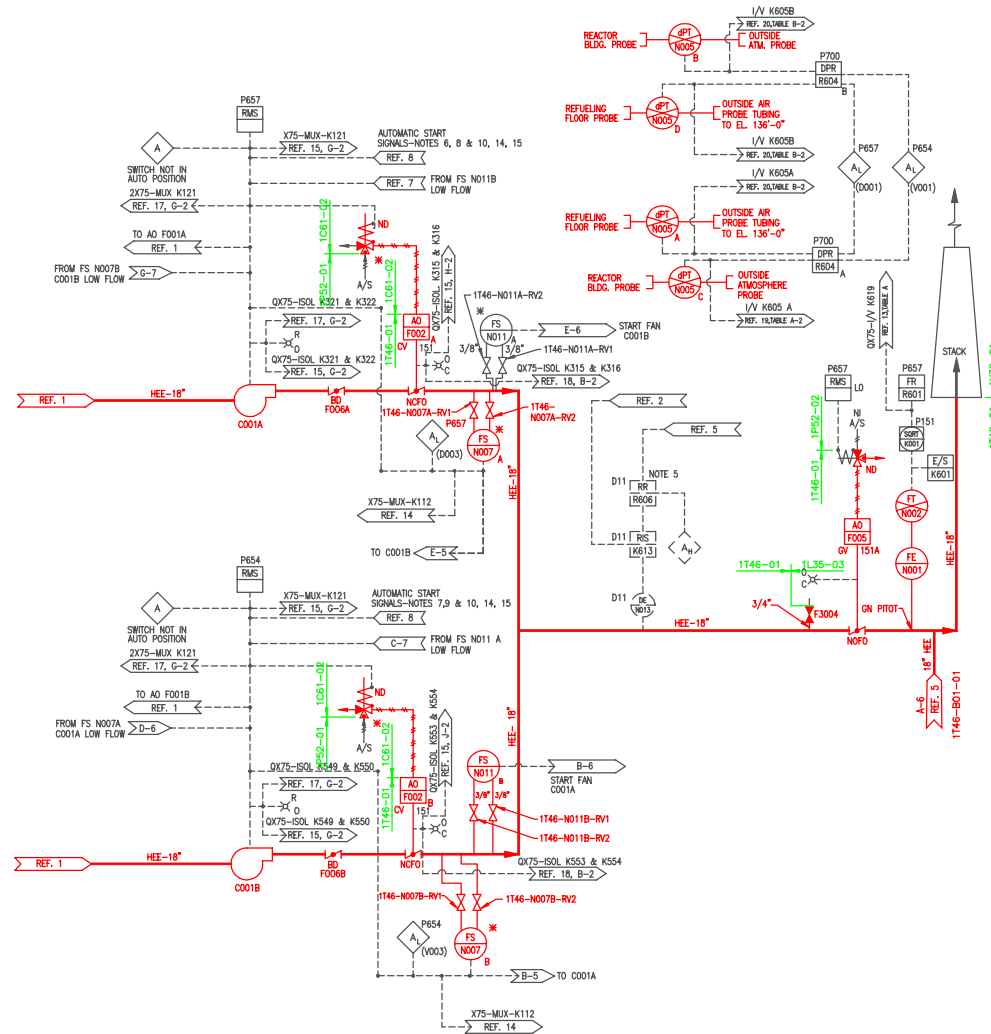 I/V K605B
REF. 20,TABLE B-2
REACTOR
BLDG. PROBE
dPT
N005
B
OUTSIDE
ATM. PROBE
P700
DPR
R604
B
REFUELING
FLOOR PROBE
dPT
N005
D
OUTSIDE AIR
PROBE TUBING
TO EL. 136'-0"
I/V K605B
REF. 20,TABLE B-2
P657
AL
(D001)
P654
AL
(V001)
I/V K605A
REF. 20,TABLE B-2
REFUELING
FLOOR PROBE
dPT
N005
A
OUTSIDE AIR
PROBE TUBING
TO EL. 136'-0"
P700
DPR
R604
A
REACTOR
BLDG. PROBE
dPT
N005
C
OUTSIDE
ATMOSPHERE
PROBE
I/V K605 A
REF. 19,TABLE A-2
P657
RMS
A
SWITCH NOT IN
AUTO POSITION
X75-MUX-K121
REF. 15, G-2
AUTOMATIC START
SIGNALS-NOTES 6, 8 & 10, 14, 15
REF. 8
REF. 7
FROM FS N011B
LOW FLOW
2X75-MUX K121
REF. 17, G-2
TO AO F001A
REF. 1
FROM FS N007B
C001B LOW FLOW
G-7
1C61-02
P52-01
ND
A/S
1C61-02
1T46-01
QX75-ISOL K321 & K322
REF. 17, G-2
R
O
QX75-ISOL K321 & K322
REF. 15, G-2
AO
F002
A
CV
151
O
C
QX75-ISOL K315 & K316
REF. 15, H-2
1T46-N011A-RV2
FS
N011
A
3/8"
3/8"
E-6
START FAN
C001B
1T46-N011A-RV1
QX75-ISOL K315 & K316
REF. 18, B-2
REF. 1
HEE-18"
C001A
BD
F006A
NCFO
1T46-N007A-RV1
P657
1T46-
N007A-RV2
AL
(D003)
FS
N007
A
HEE-18"
X75-MUX-K112
REF. 14
TO C001B
E-5
REF. 2
REF. 5
D11
NOTE 5
RR
R606
D11
RIS
K613
AH
D11
DE
N013
QX75-I/V K619
REF. 13,TABLE A
P657
RMS
LO
P657
FR
R601
P151
SQRT
K001
E/S
K601
1P52-02
1T46-01
NI
A/S
ND
AO
F005
GV
151A
FT
N002
FE
N001
STACK
1T46-01
1L35-03
O
C
3/4"
F3004
GN PITOT
HEE-18"
NOFO
18" HEE
A-6
REF. 5
1T46-B01-01
P654
RMS
A
SWITCH NOT IN
AUTO POSITION
X75-MUX-K121
REF. 15, G-2
AUTOMATIC START
SIGNALS-NOTES 7,9 & 10, 14, 15
REF. 8
C-7
FROM FS N011 A
LOW FLOW
2X75-MUX K121
REF. 17, G-2
TO AO F001B
REF. 1
FROM FS N007A
C001A LOW FLOW
D-6
1C61-02
P52-01
ND
A/S
1C61-02
1T46-01
QX75-ISOL K549 & K550
REF. 17, G-2
R
O
QX75-ISOL K549 & K550
REF. 15, G-2
AO
F002
B
CV
151
O
C
QX75-ISOL K553 & K554
REF. 15, J-2
HEE-18"
FS
N011
B
3/8"
3/8"
B-6
START FAN
C001A
1T46-N011B-RV1
1T46-N011B-RV2
QX75-ISOL K553 & K554
REF. 18, B-2
REF. 1
HEE-18"
C001B
BD
F006B
NCFO
1T46-N007B-RV1
1T46-N007B-RV2
P654
AL
(V003)
FS
N007
B
B-5
TO C001A
X75-MUX-K112
REF. 14